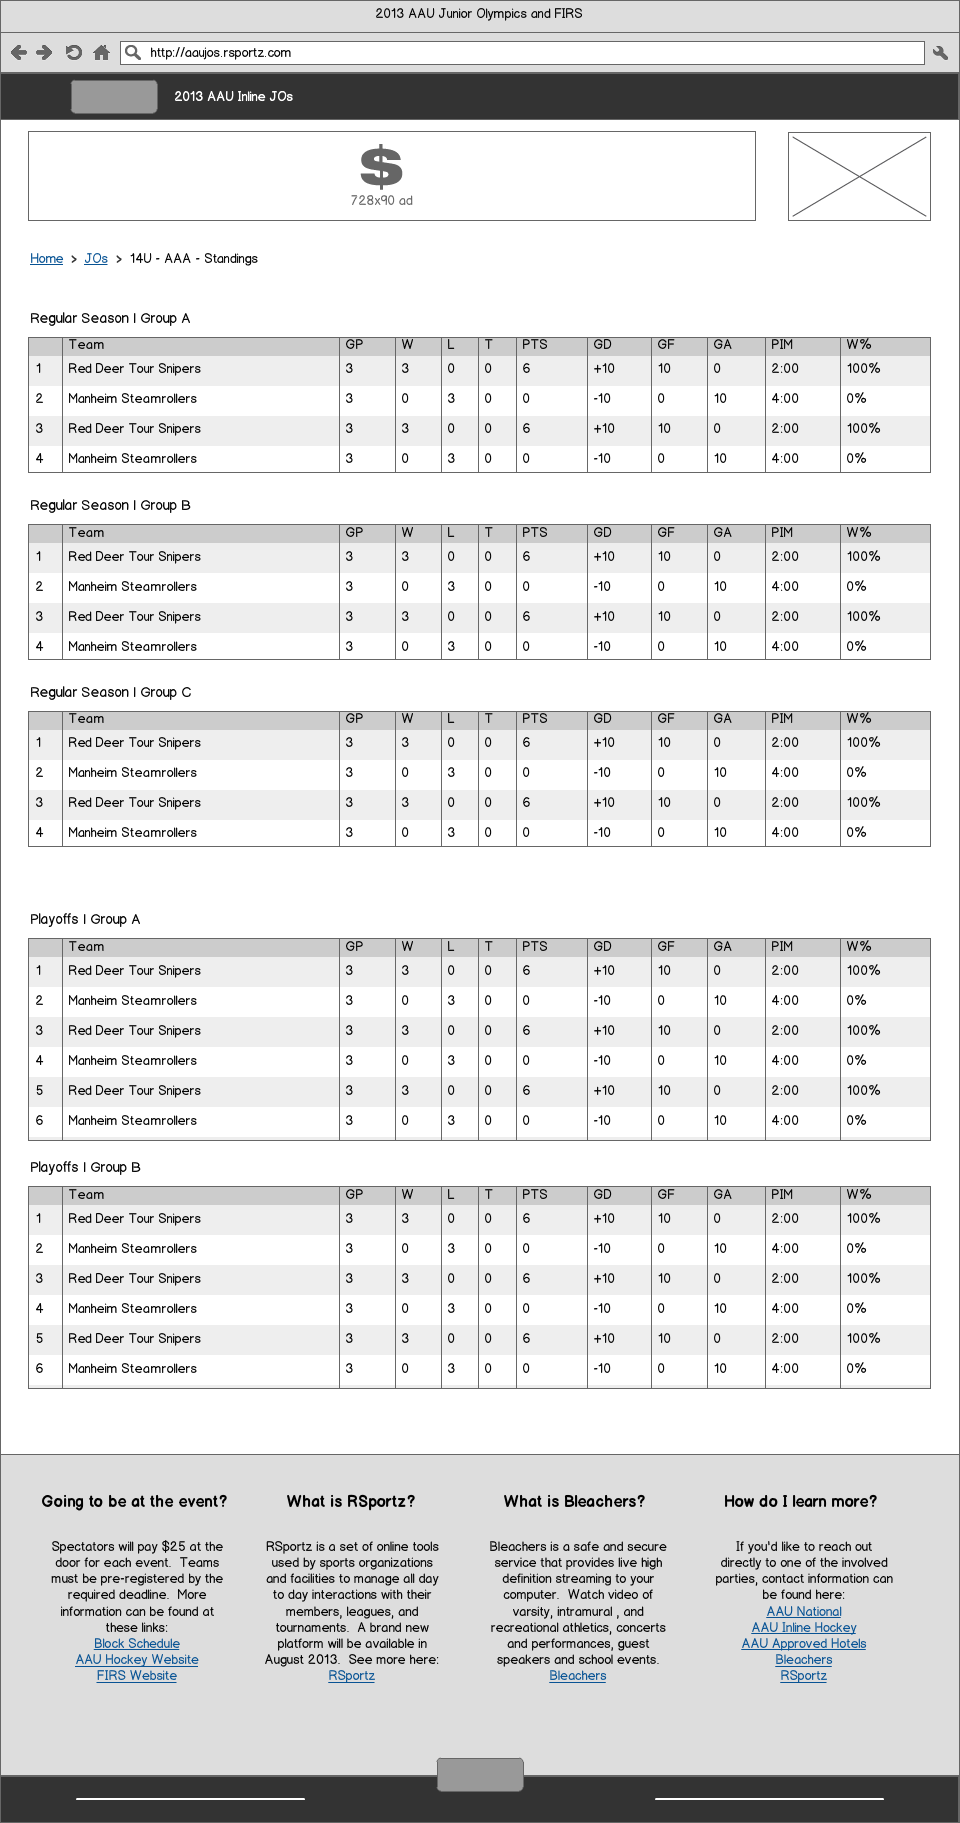 2013 AAU Junior Olympics and FIRS
http://aaujos.rsportz.com
2013 AAU Inline JOs
$
728x90 ad
Home > JOs > 14U - AAA - Standings
Regular Season | Group A
Team GP W L T PTS GD GF GA PIM W%
1 Red Deer Tour Snipers 3 3 0 0 6 +10 10 0 2:00 100%
2 Manheim Steamrollers 3 0 3 0 0 -10 0 10 4:00 0%
3 Red Deer Tour Snipers 3 3 0 0 6 +10 10 0 2:00 100%
4 Manheim Steamrollers 3 0 3 0 0 -10 0 10 4:00 0%
Regular Season | Group B
Team GP W L T PTS GD GF GA PIM W%
1 Red Deer Tour Snipers 3 3 0 0 6 +10 10 0 2:00 100%
2 Manheim Steamrollers 3 0 3 0 0 -10 0 10 4:00 0%
3 Red Deer Tour Snipers 3 3 0 0 6 +10 10 0 2:00 100%
4 Manheim Steamrollers 3 0 3 0 0 -10 0 10 4:00 0%
Regular Season | Group C
Team GP W L T PTS GD GF GA PIM W%
1 Red Deer Tour Snipers 3 3 0 0 6 +10 10 0 2:00 100%
2 Manheim Steamrollers 3 0 3 0 0 -10 0 10 4:00 0%
3 Red Deer Tour Snipers 3 3 0 0 6 +10 10 0 2:00 100%
4 Manheim Steamrollers 3 0 3 0 0 -10 0 10 4:00 0%
Playoffs | Group A
Team GP W L T PTS GD GF GA PIM W%
1 Red Deer Tour Snipers 3 3 0 0 6 +10 10 0 2:00 100%
2 Manheim Steamrollers 3 0 3 0 0 -10 0 10 4:00 0%
3 Red Deer Tour Snipers 3 3 0 0 6 +10 10 0 2:00 100%
4 Manheim Steamrollers 3 0 3 0 0 -10 0 10 4:00 0%
5 Red Deer Tour Snipers 3 3 0 0 6 +10 10 0 2:00 100%
6 Manheim Steamrollers 3 0 3 0 0 -10 0 10 4:00 0%
Playoffs | Group B
Team GP W L T PTS GD GF GA PIM W%
1 Red Deer Tour Snipers 3 3 0 0 6 +10 10 0 2:00 100%
2 Manheim Steamrollers 3 0 3 0 0 -10 0 10 4:00 0%
3 Red Deer Tour Snipers 3 3 0 0 6 +10 10 0 2:00 100%
4 Manheim Steamrollers 3 0 3 0 0 -10 0 10 4:00 0%
5 Red Deer Tour Snipers 3 3 0 0 6 +10 10 0 2:00 100%
6 Manheim Steamrollers 3 0 3 0 0 -10 0 10 4:00 0%
Going to be at the event?
Spectators will pay $25 at the
door for each event. Teams
must be pre-registered by the
required deadline. More
information can be found at
these links:
Block Schedule
AAU Hockey Website
FIRS Website
What is RSportz?
RSportz is a set of online tools
used by sports organizations
and facilities to manage all day
to day interactions with their
members, leagues, and
tournaments. A brand new
platform will be available in
August 2013. See more here:
RSportz
What is Bleachers?
Bleachers is a safe and secure
service that provides live high
definition streaming to your
computer. Watch video of
varsity, intramural , and
recreational athletics, concerts
and performances, guest
speakers and school events.
Bleachers
How do I learn more?
If you'd like to reach out
directly to one of the involved
parties, contact information can
be found here:
AAU National
AAU Inline Hockey
AAU Approved Hotels
Bleachers
RSportz